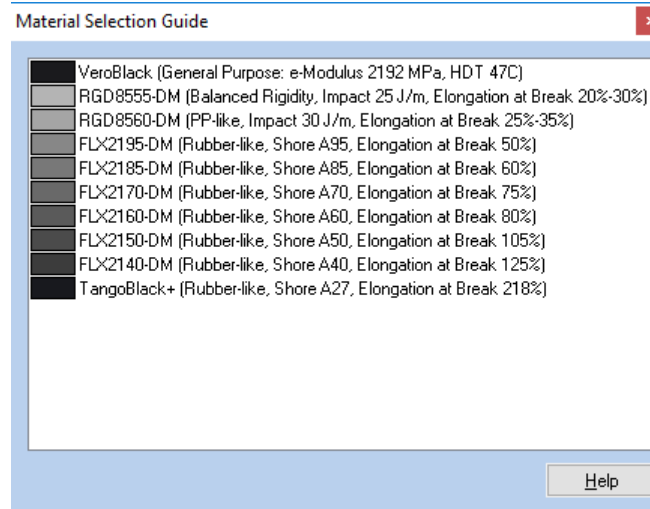 Material Selection Guide
VeroBlack (General Purpose: e-Modulus 2192 MPa, HDT 47C)
RGD8555-DM (Balanced Rigidity, Impact 25 J/m, Elongation at Break 20%-30%)
RGD8560-DM (PP-like, Impact 30 J/m, Elongation at Break 25%-35%)
FLX2195-DM (Rubber-like, Shore A95, Elongation at Break 50%)
FLX2185-DM (Rubber-like, Shore A85, Elongation at Break 60%)
FLX2170-DM (Rubber-like, Shore A70, Elongation at Break 75%)
FLX2160-DM (Rubber-like, Shore A60, Elongation at Break 80%)
FLX2150-DM (Rubber-like, Shore A50, Elongation at Break 105%)
FLX2140-DM (Rubber-like, Shore A40, Elongation at Break 125%)
TangoBlack+ (Rubber-like, Shore A27, Elongation at Break 218%)
Help